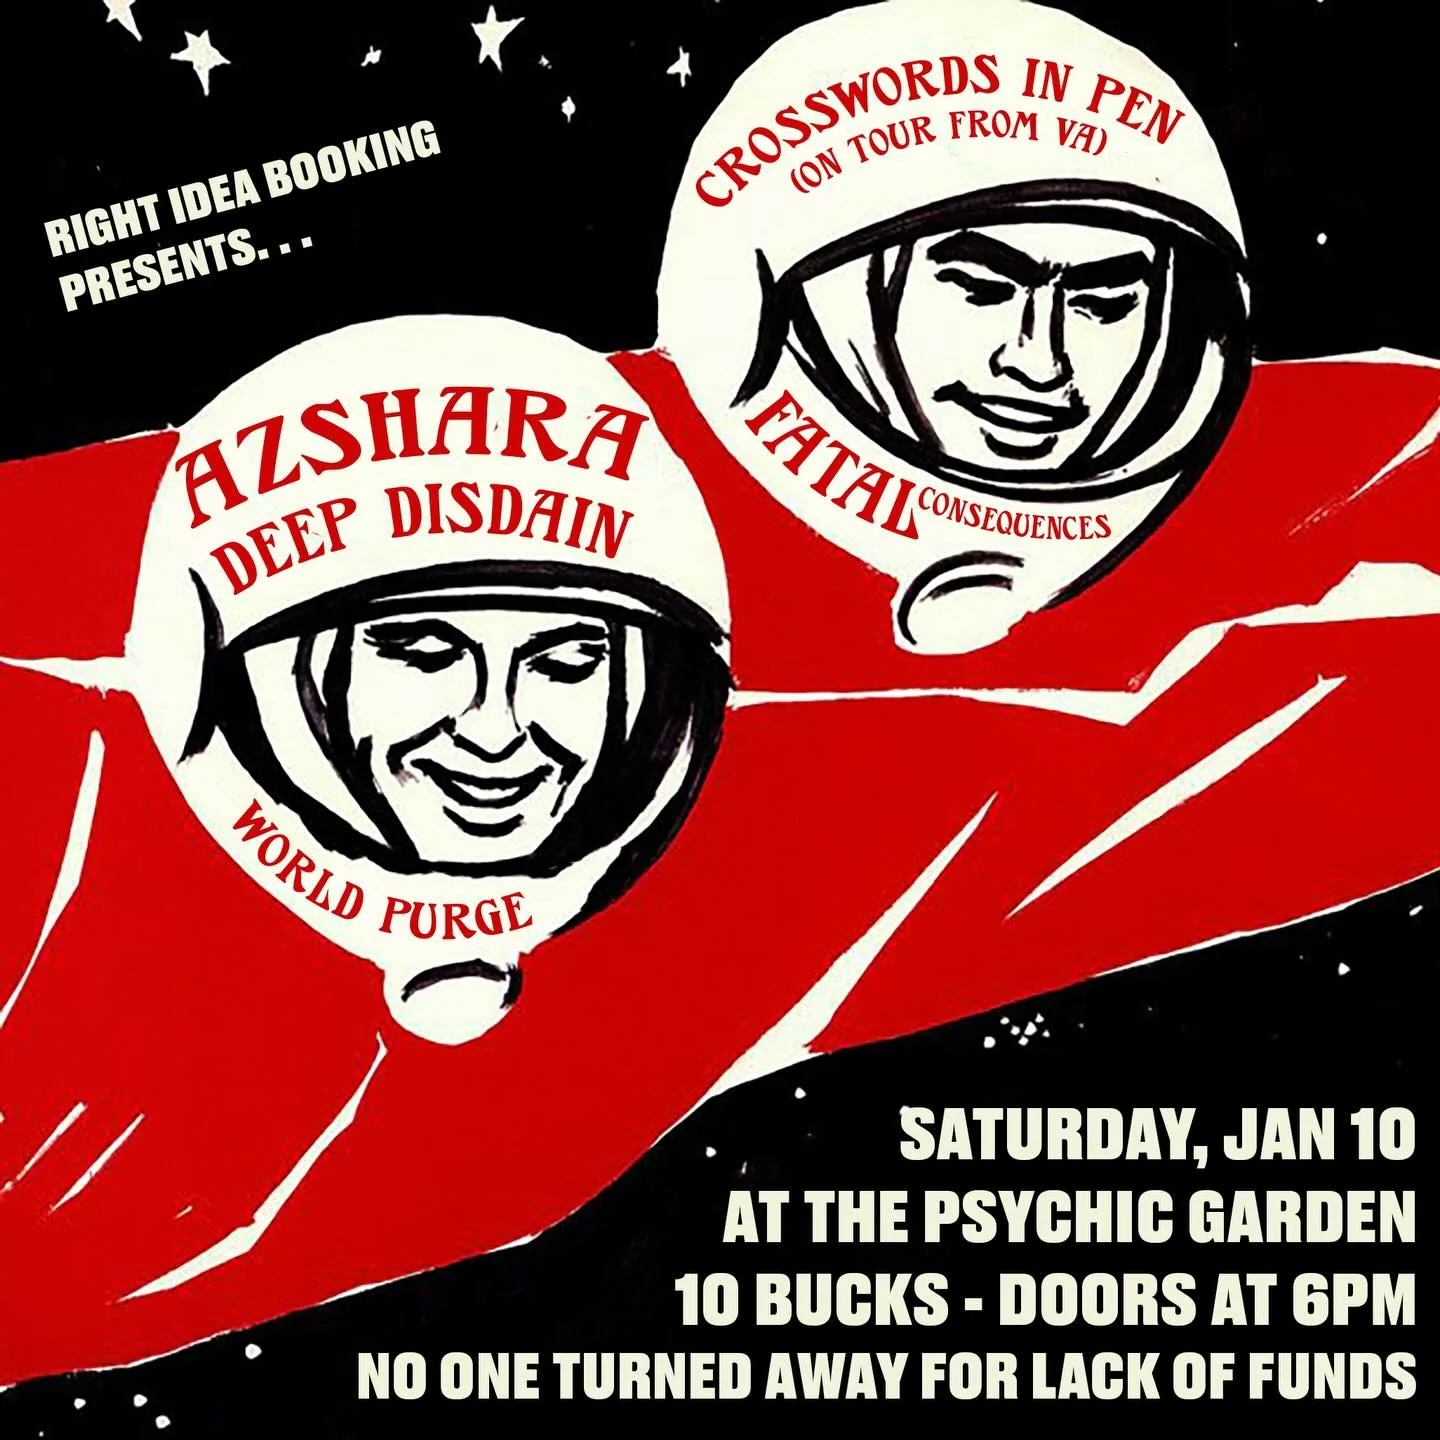 RIGHT IDEA BOOKING
PRESENTS. . .
CROSSWORDS IN PEN
(ON TOUR FROM VA)
FATAL CONSEQUENCES
AZSHARA
DEEP DISDAIN
WORLD PURGE
SATURDAY, JAN 10
AT THE PSYCHIC GARDEN
10 BUCKS - DOORS AT 6PM
NO ONE TURNED AWAY FOR LACK OF FUNDS